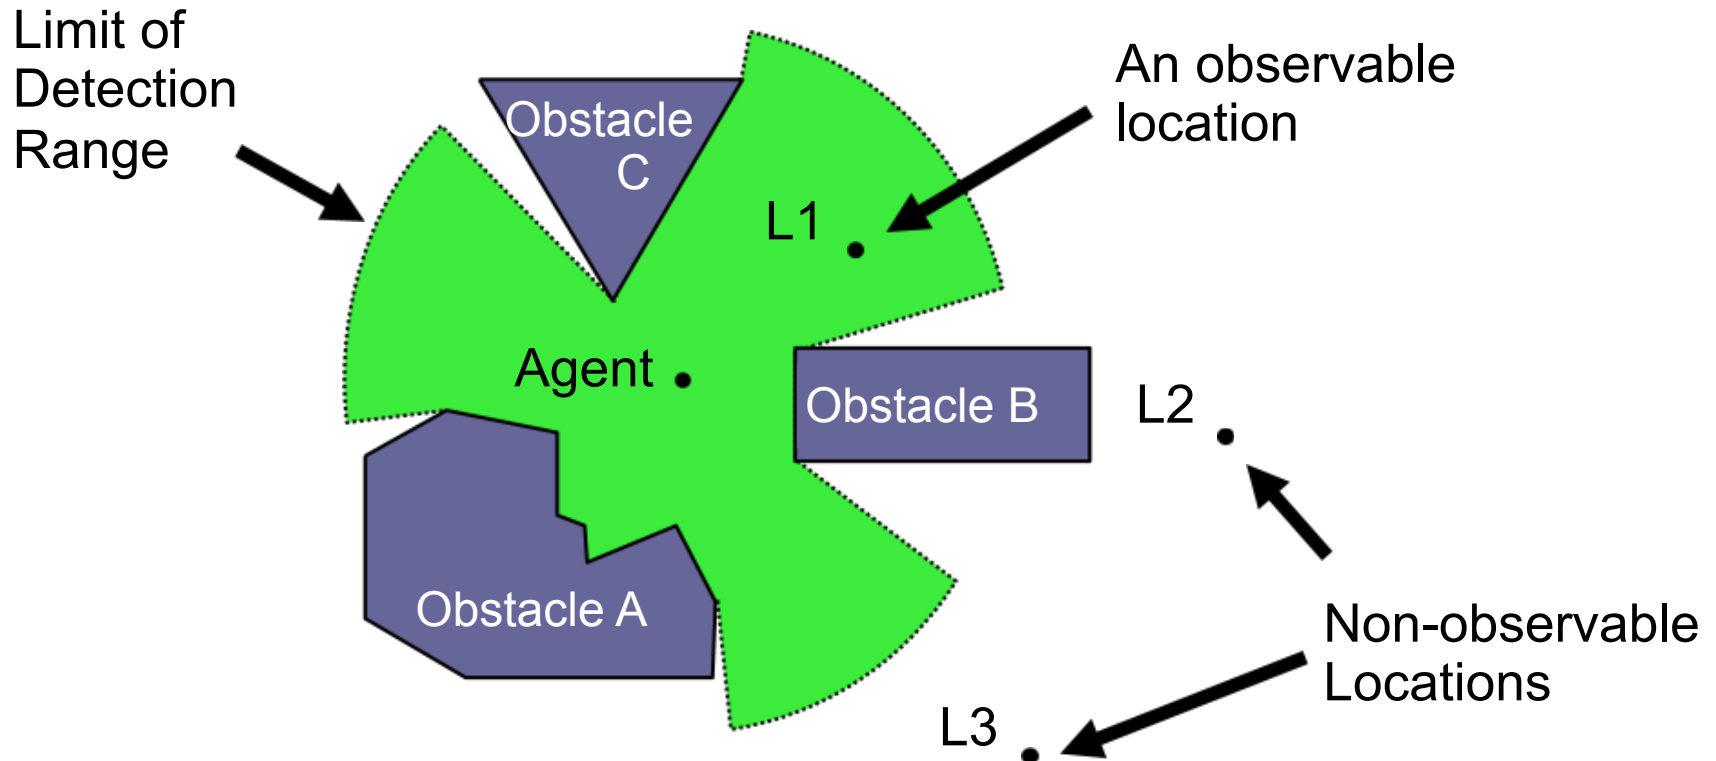 Limit of
Detection
Range
Obstacle
C
An observable
location
L1
Agent
Obstacle B
L2
Obstacle A
Non-observable
Locations
L3